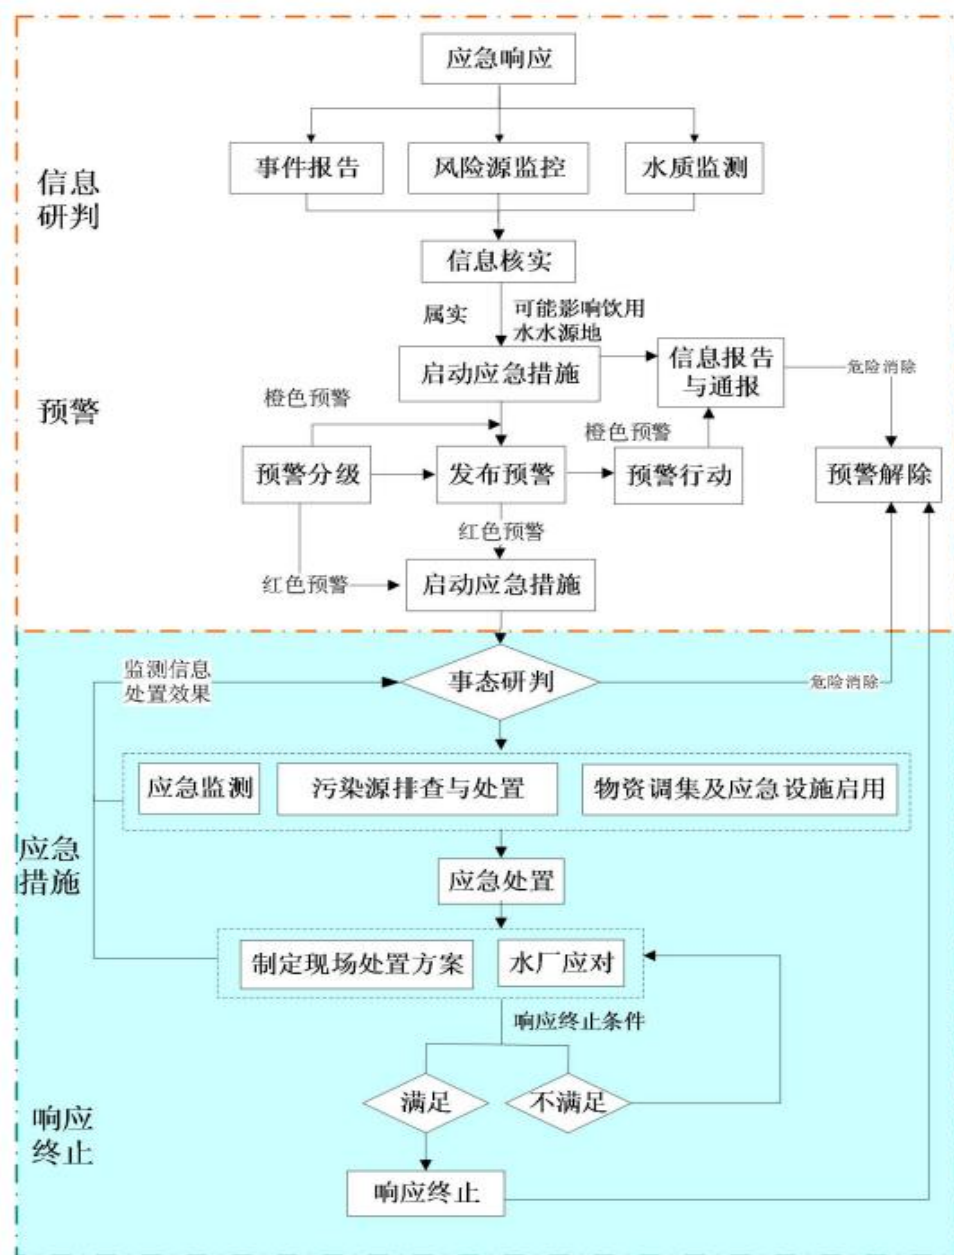 应急响应
事件报告
风险源监控
水质监测
信息
研判
信息核实
属实
可能影响饮用
水水源地
启动应急措施
信息报告
与通报
危险消除
预警
橙色预警
橙色预警
预警分级
发布预警
预警行动
预警解除
红色预警
红色预警
启动应急措施
监测信息
处置效果
事态研判
危险消除
应急监测
污染源排查与处置
物资调集及应急设施启用
应急
措施
应急处置
制定现场处置方案
水厂应对
响应终止条件
满足
不满足
响应
终止
响应终止